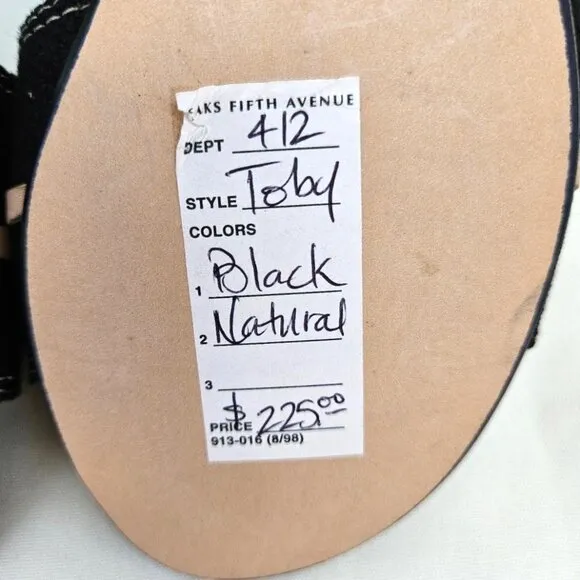 SAKS FIFTH AVENUE
DEPT 412
STYLE Toby
COLORS
1 Black
2 Natural
3
PRICE $ 225.00
913-016 (8/98)